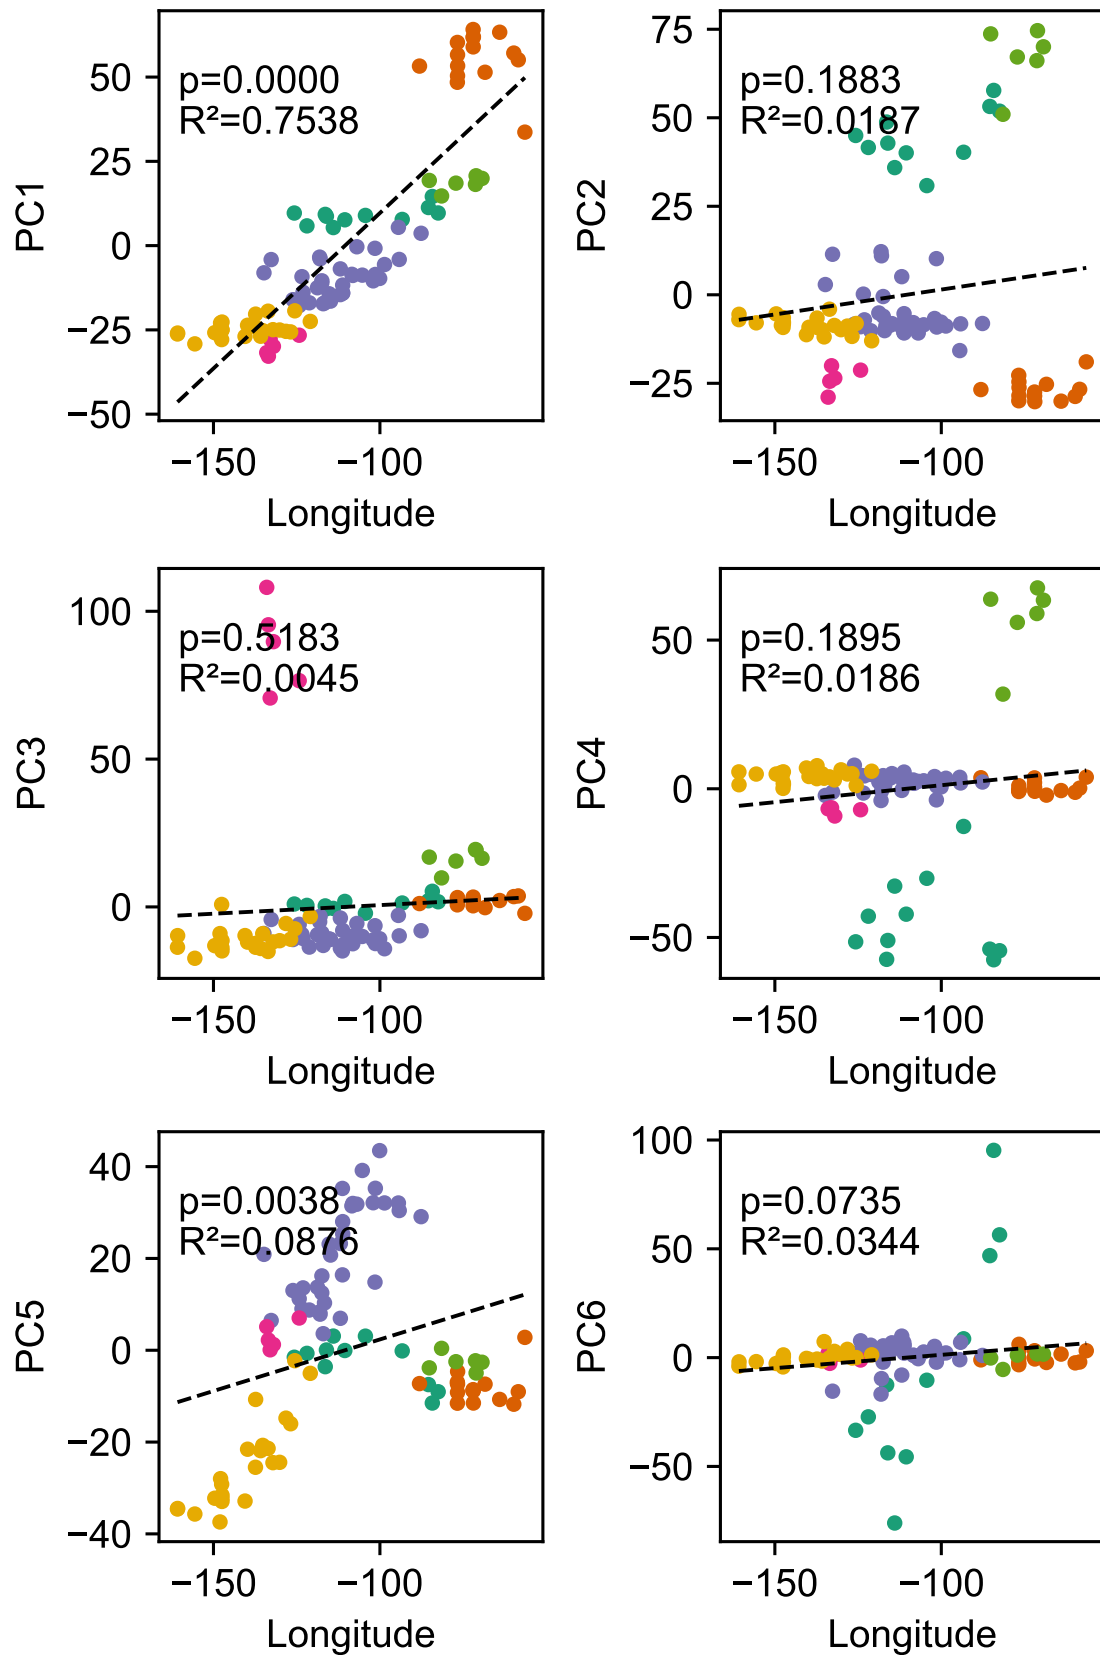 p=0.0000
R²=0.7538
PC1
50
25
0
−25
−50
−150
−100
Longitude
p=0.1883
R²=0.0187
PC2
75
50
25
0
−25
−150
−100
Longitude
p=0.5183
R²=0.0045
PC3
100
50
0
−150
−100
Longitude
p=0.1895
R²=0.0186
PC4
50
0
−50
−150
−100
Longitude
p=0.0038
R²=0.0876
PC5
40
20
0
−20
−40
−150
−100
Longitude
p=0.0735
R²=0.0344
PC6
100
50
0
−50
−150
−100
Longitude